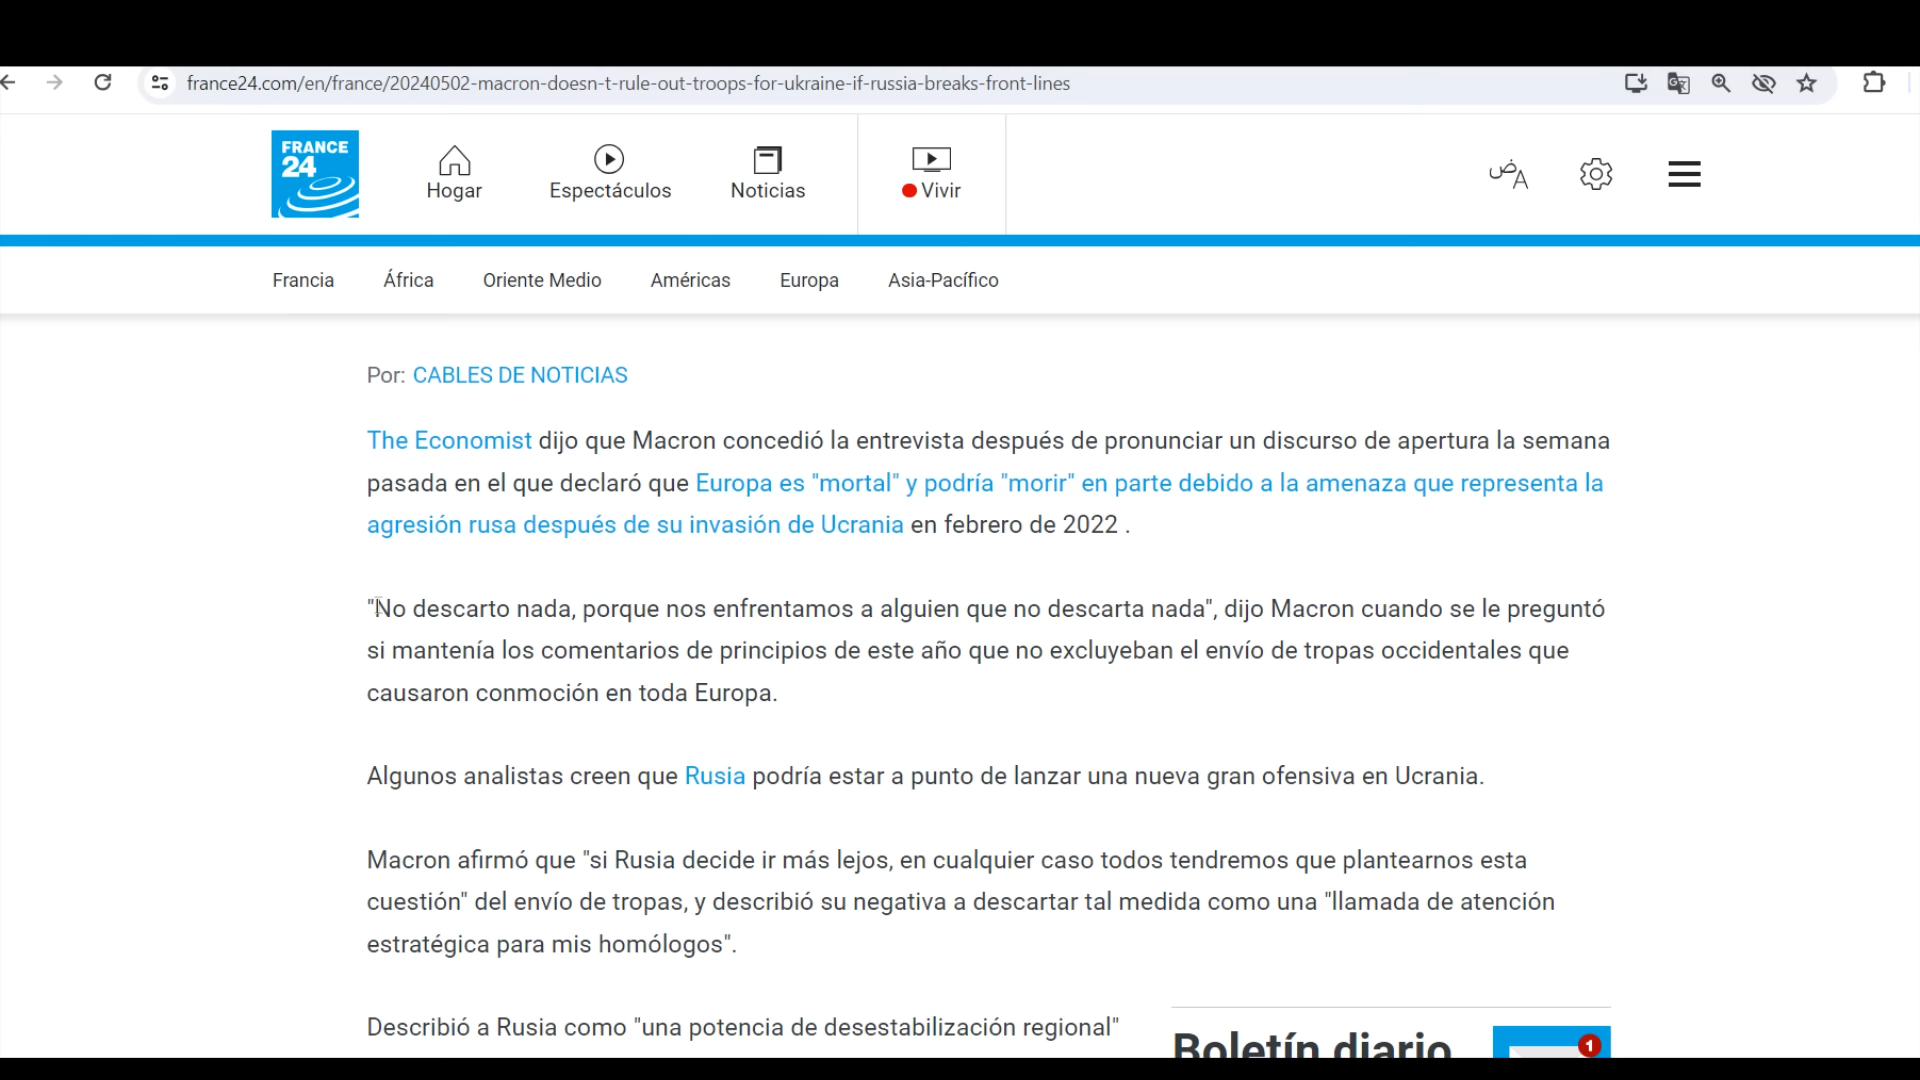 france24.com/en/france/20240502-macron-doesn-t-rule-out-troops-for-ukraine-if-russia-breaks-front-lines
FRANCE
24
Hogar
Espectáculos
Noticias
Vivir
ض A
Francia
África
Oriente Medio
Américas
Europa
Asia-Pacífico
Por: CABLES DE NOTICIAS
The Economist dijo que Macron concedió la entrevista después de pronunciar un discurso de apertura la semana
pasada en el que declaró que Europa es "mortal" y podría "morir" en parte debido a la amenaza que representa la
agresión rusa después de su invasión de Ucrania en febrero de 2022 .
"No descarto nada, porque nos enfrentamos a alguien que no descarta nada", dijo Macron cuando se le preguntó
si mantenía los comentarios de principios de este año que no excluyeban el envío de tropas occidentales que
causaron conmoción en toda Europa.
Algunos analistas creen que Rusia podría estar a punto de lanzar una nueva gran ofensiva en Ucrania.
Macron afirmó que "si Rusia decide ir más lejos, en cualquier caso todos tendremos que plantearnos esta
cuestión" del envío de tropas, y describió su negativa a descartar tal medida como una "llamada de atención
estratégica para mis homólogos".
Describió a Rusia como "una potencia de desestabilización regional"
Boletín diario
1